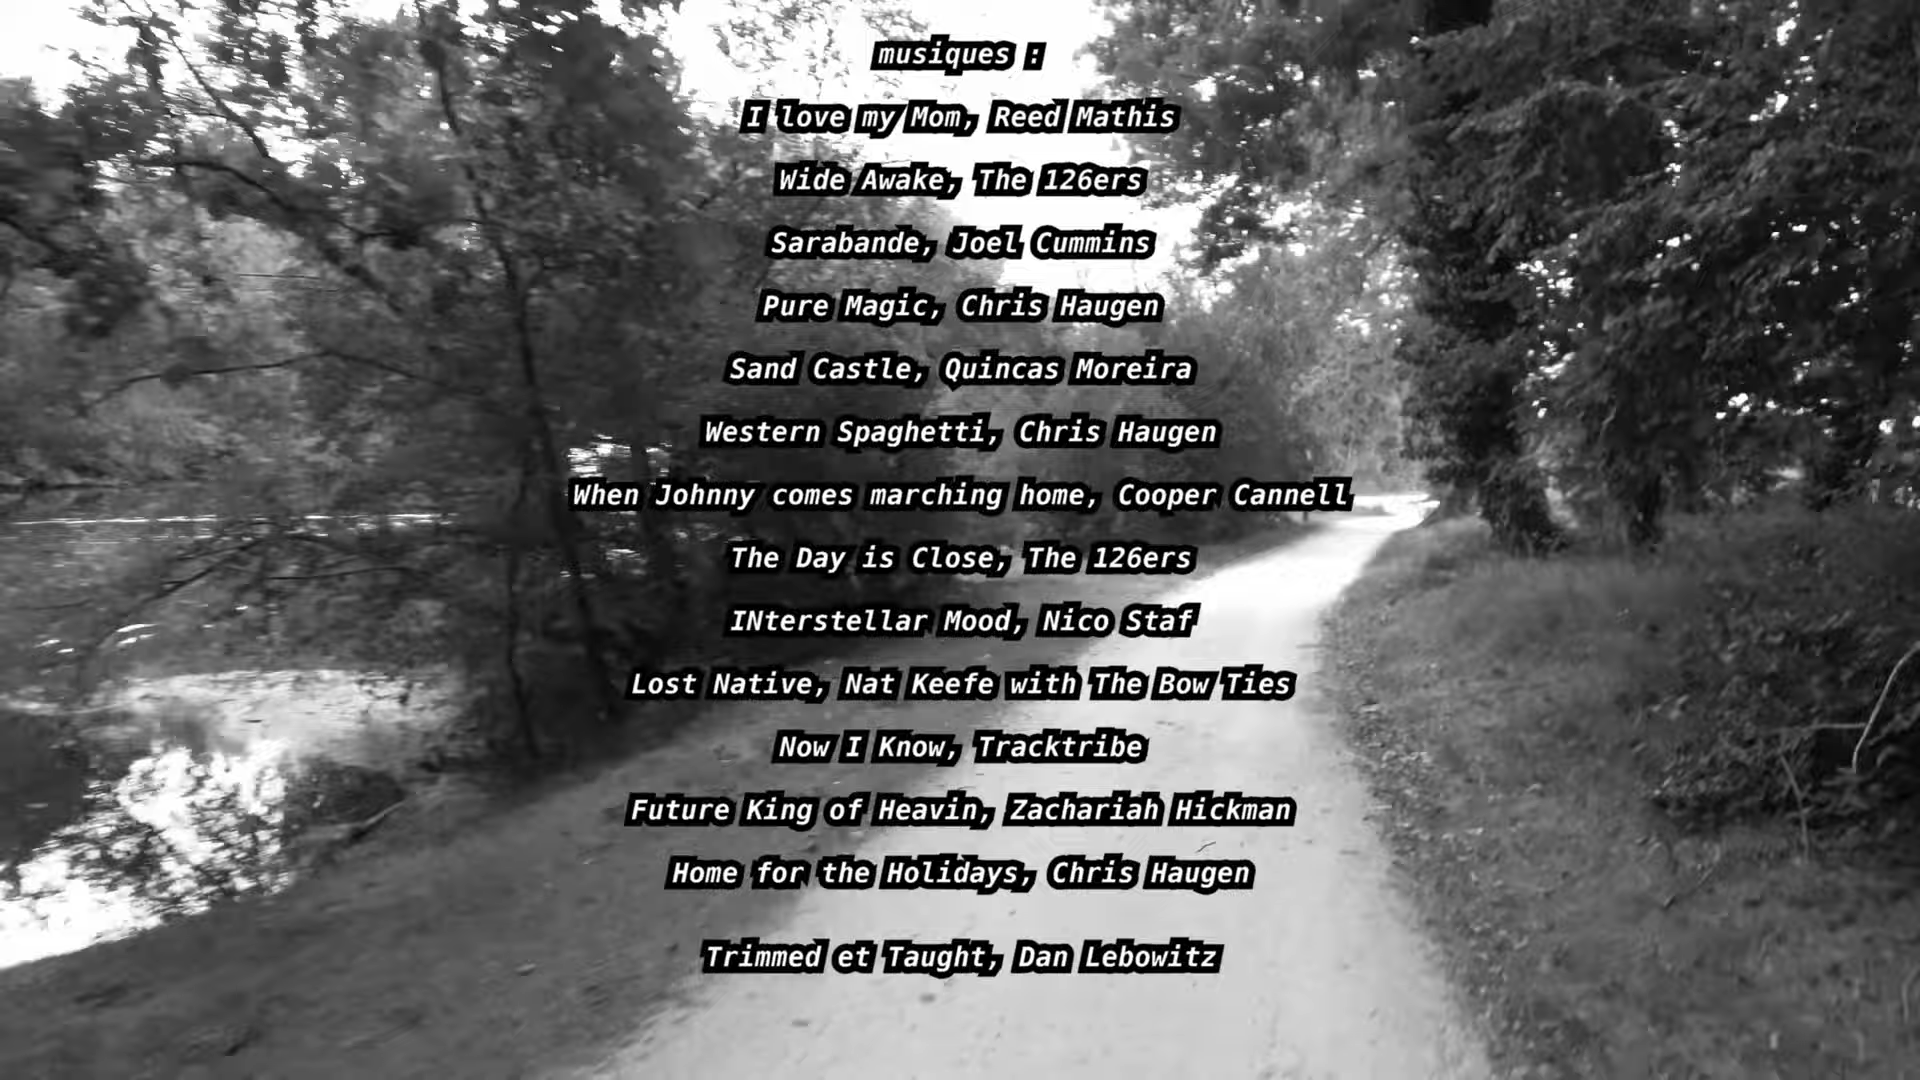 musiques :
I love my Mom, Reed Mathis
Wide Awake, The 126ers
Sarabande, Joel Cummins
Pure Magic, Chris Haugen
Sand Castle, Quincas Moreira
Western Spaghetti, Chris Haugen
When Johnny comes marching home, Cooper Cannell
The Day is Close, The 126ers
INterstellar Mood, Nico Staf
Lost Native, Nat Keefe with The Bow Ties
Now I Know, Tracktribe
Future King of Heavin, Zachariah Hickman
Home for the Holidays, Chris Haugen
Trimmed et Taught, Dan Lebowitz